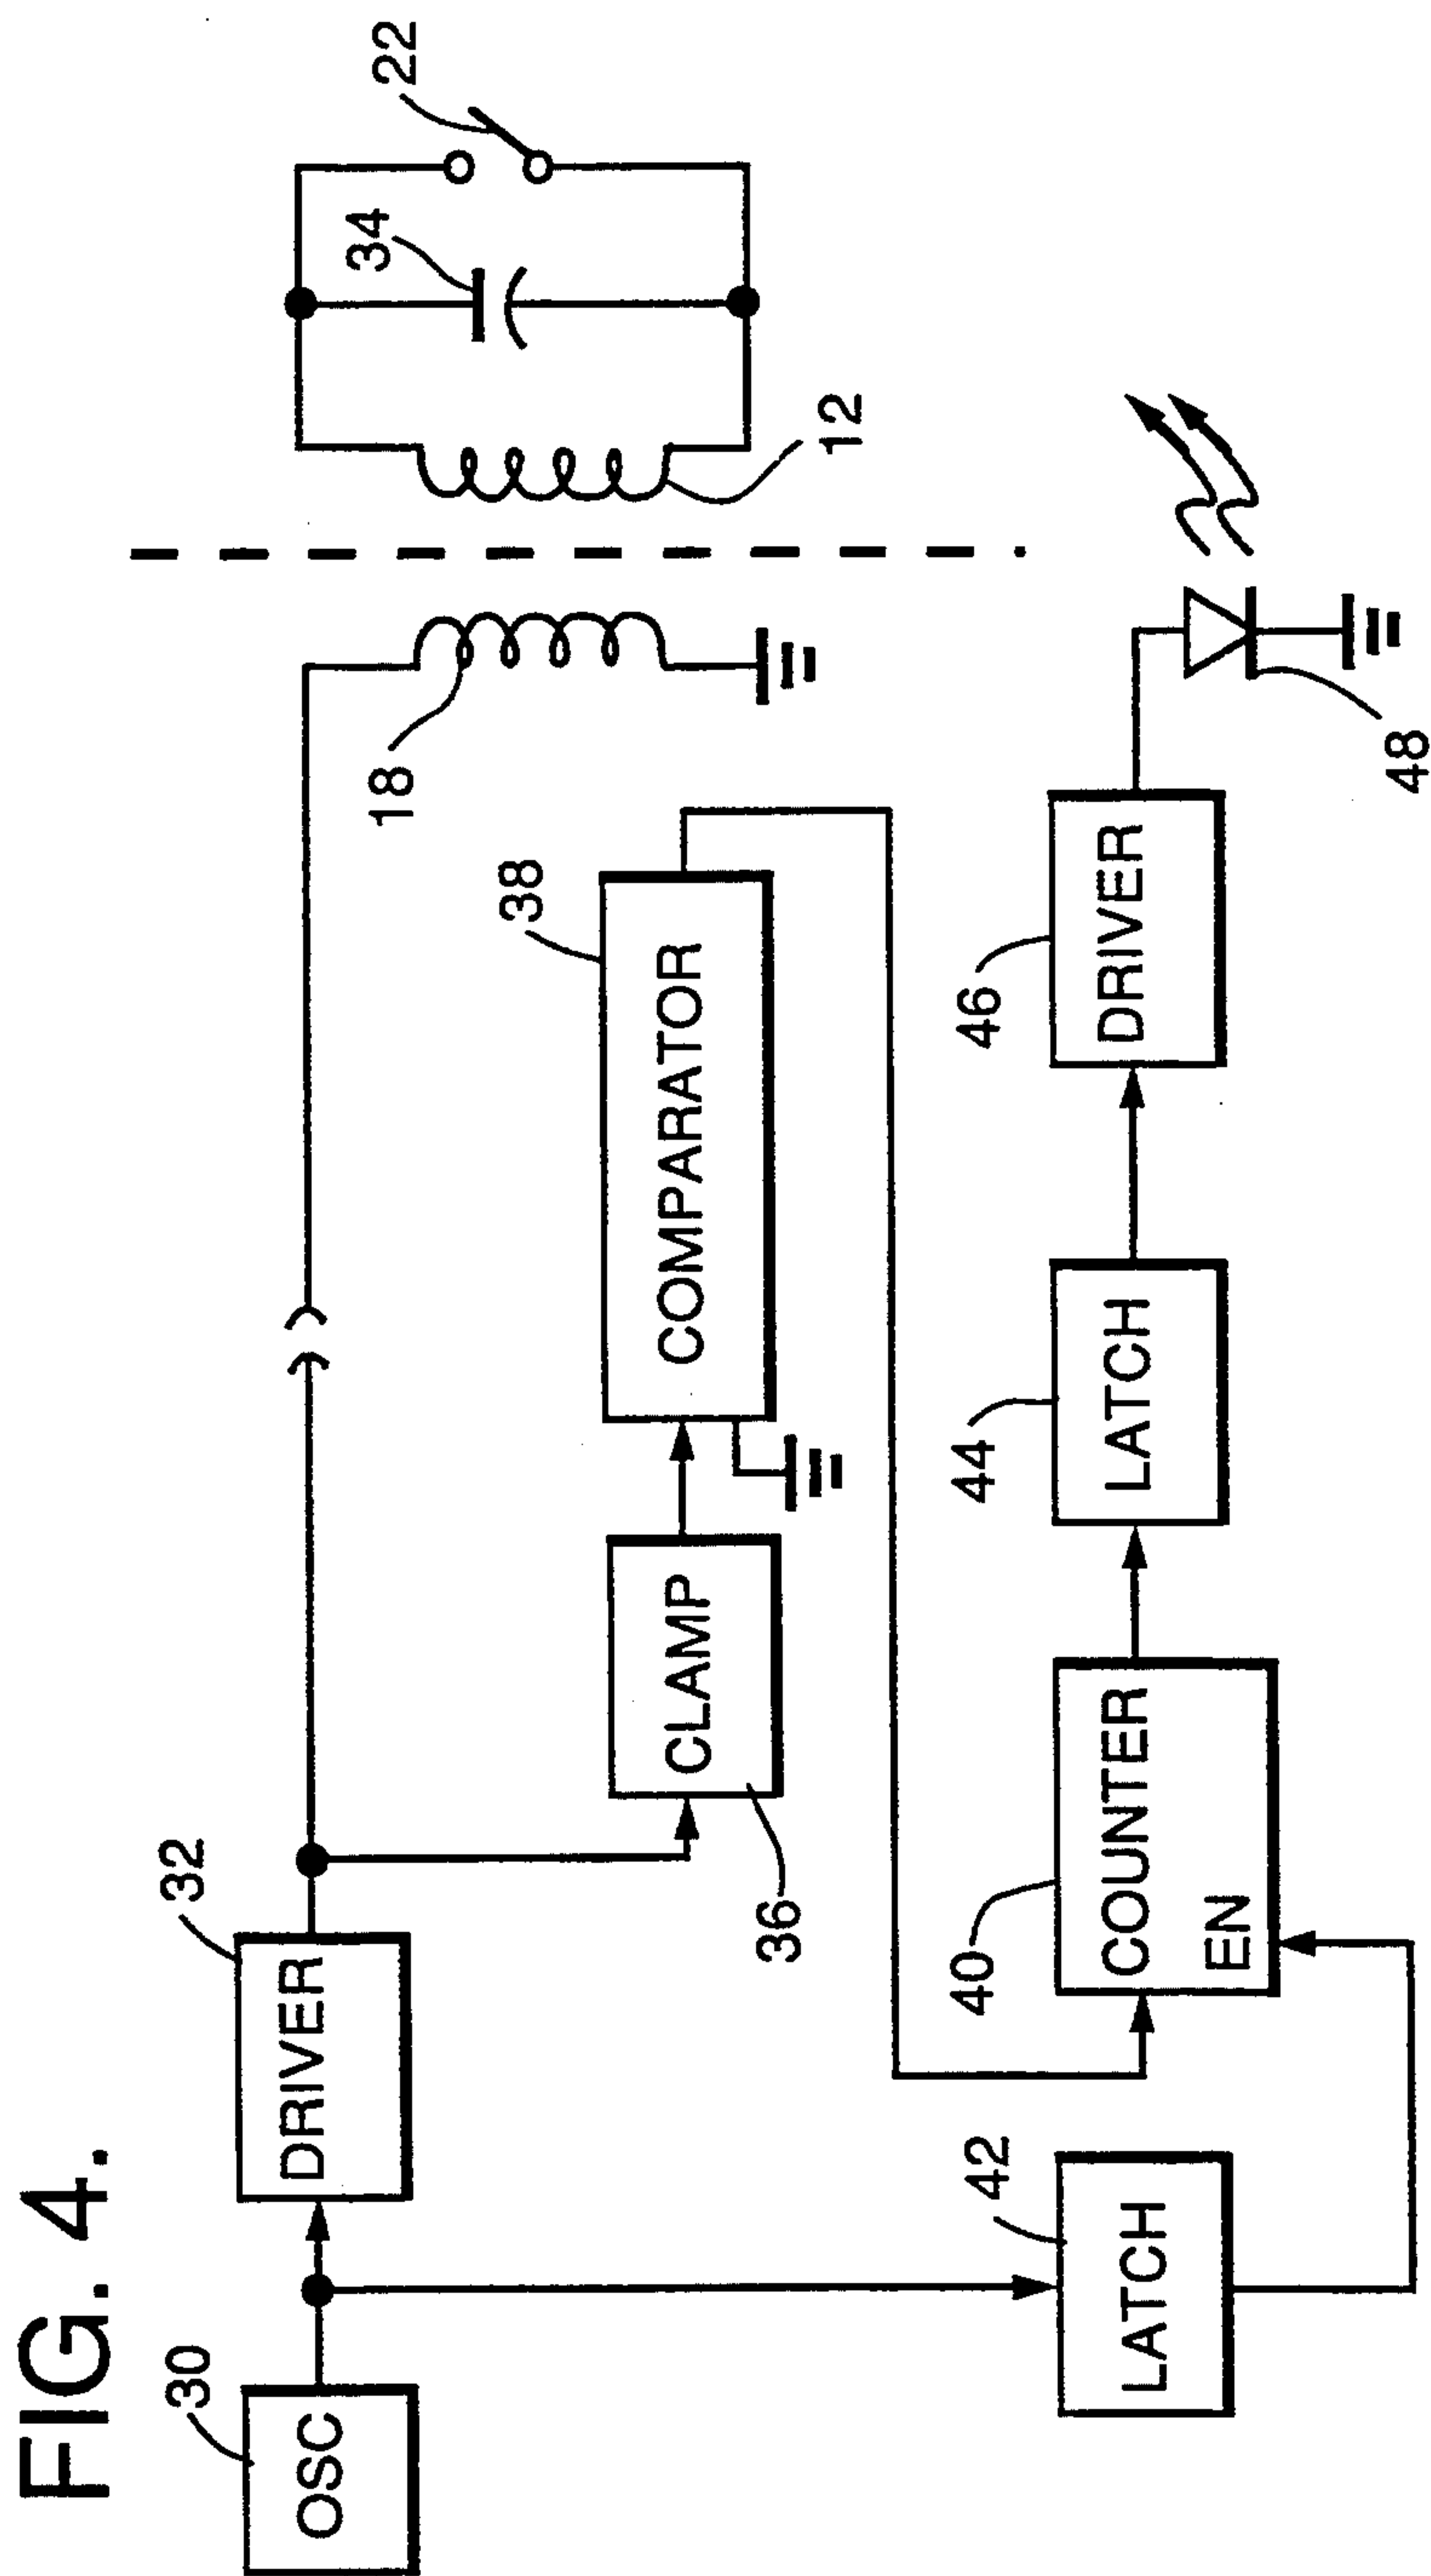 FIG. 4.
30
OSC
32
DRIVER
18
12
34
22
36
CLAMP
38
COMPARATOR
42
LATCH
40
COUNTER
EN
44
LATCH
46
DRIVER
48